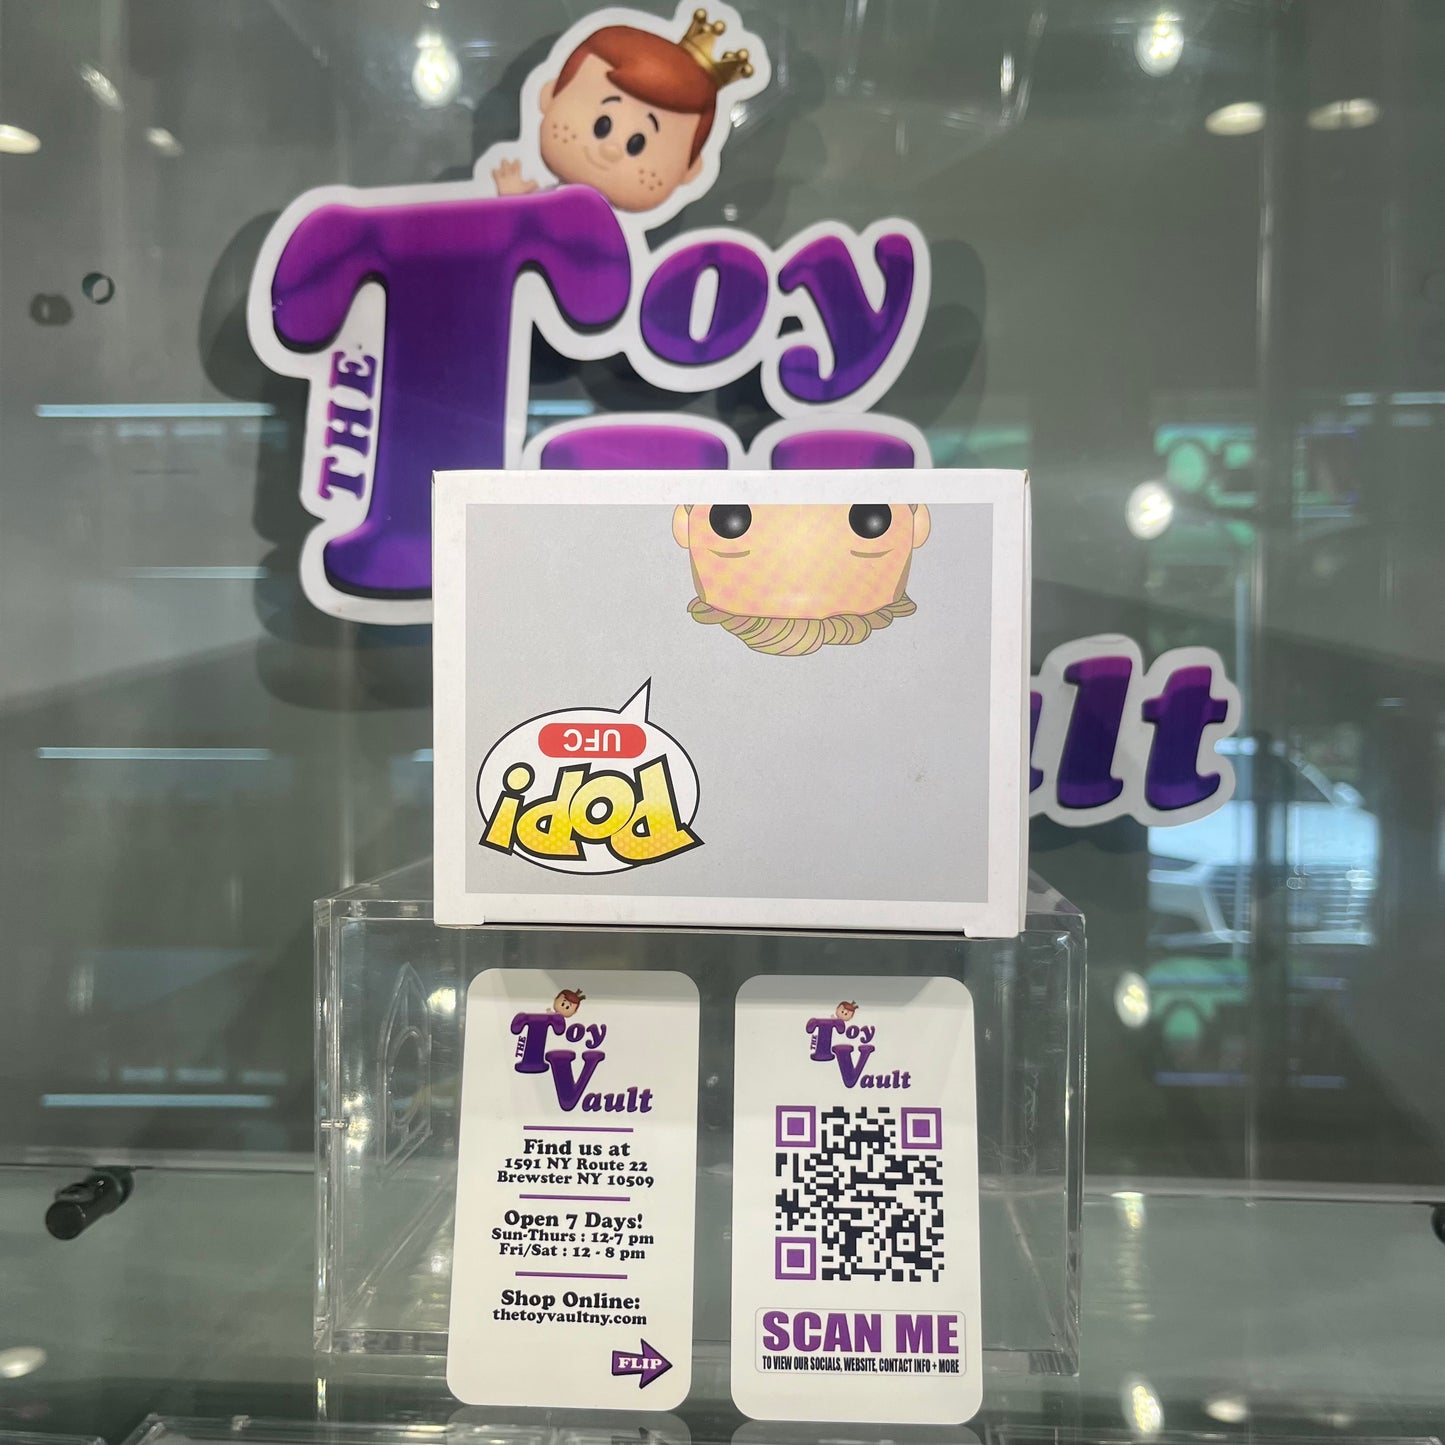 THE Toy
ult
UFC
POP!
THE Toy
Vault
Find us at
1591 NY Route 22
Brewster NY 10509
Open 7 Days!
Sun-Thurs : 12-7 pm
Fri/Sat : 12 - 8 pm
Shop Online:
thetoyvaultny.com
FLIP
THE Toy
Vault
SCAN ME
TO VIEW OUR SOCIALS, WEBSITE, CONTACT INFO + MORE